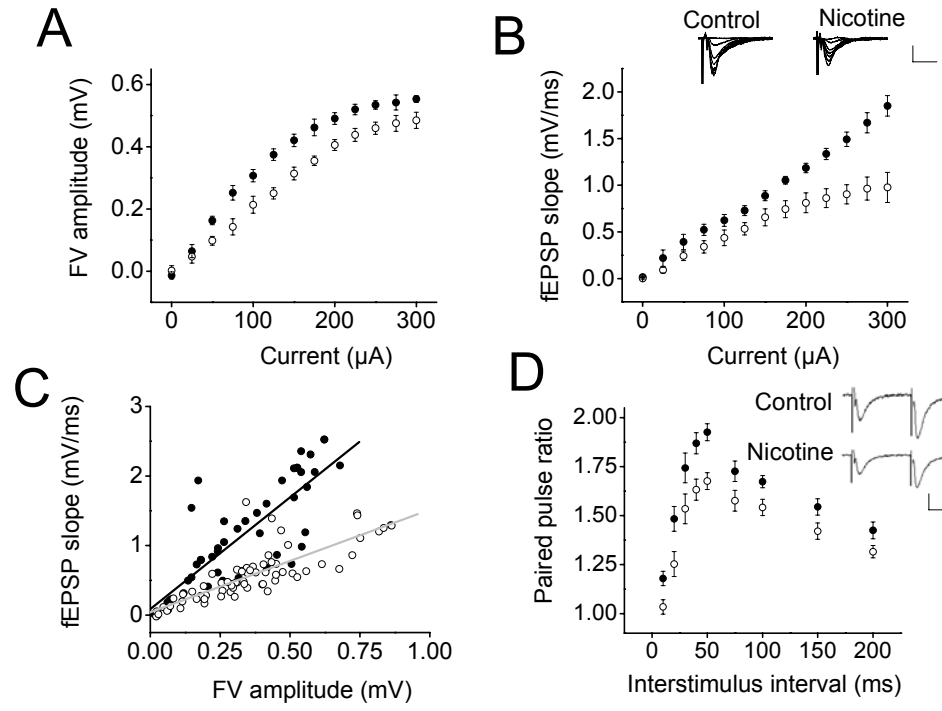 A
FV amplitude (mV)
0.6
0.4
0.2
0.0
0 100 200 300
Current (µA)
B
Control Nicotine
fEPSP slope (mV/ms)
2.0
1.5
1.0
0.5
0.0
0 100 200 300
Current (µA)
C
fEPSP slope (mV/ms)
3
2
1
0
0.00 0.25 0.50 0.75 1.00
FV amplitude (mV)
D
Control
Nicotine
Paired pulse ratio
2.00
1.75
1.50
1.25
1.00
0 50 100 150 200
Interstimulus interval (ms)